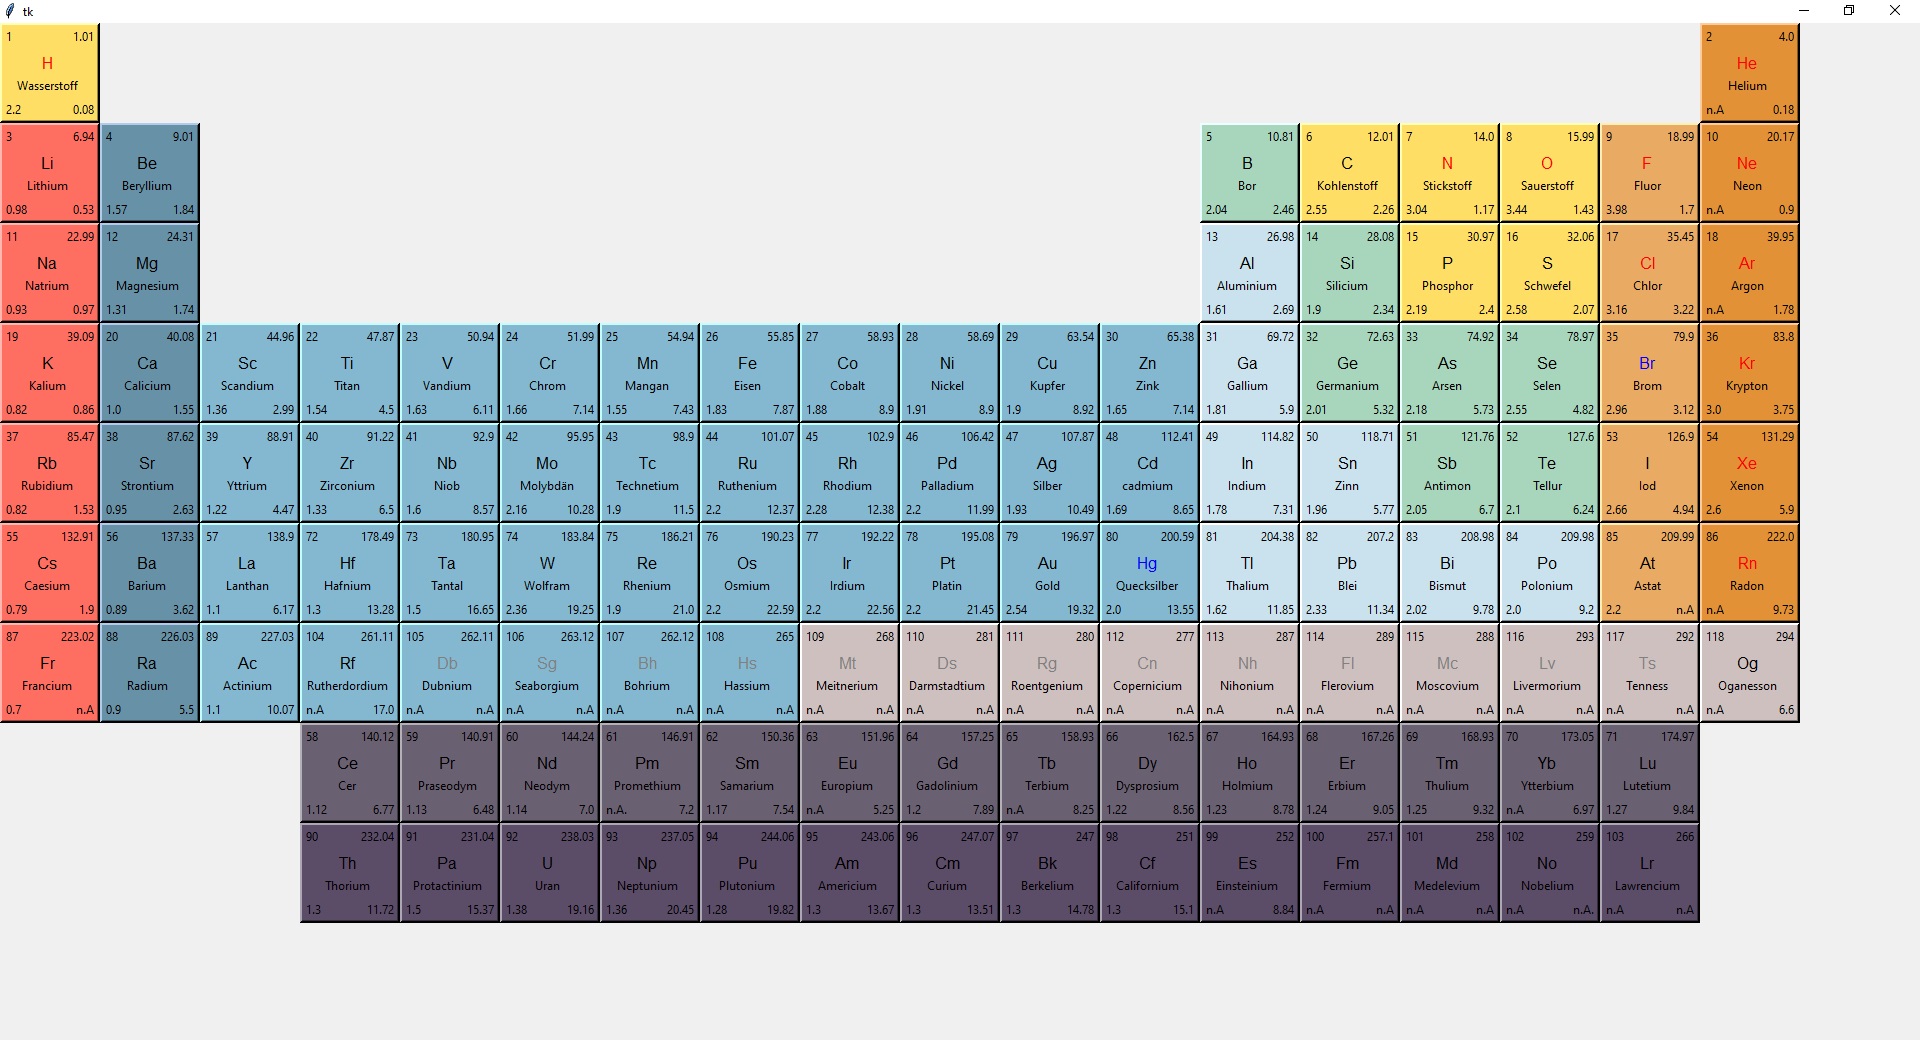 tk
1 1.01 2 4.0
H He
Wasserstoff Helium
2.2 0.08 n.A 0.18
3 6.94 4 9.01 5 10.81 6 12.01 7 14.0 8 15.99 9 18.99 10 20.17
Li Be B C N O F Ne
Lithium Beryllium Bor Kohlenstoff Stickstoff Sauerstoff Fluor Neon
0.98 0.53 1.57 1.84 2.04 2.46 2.55 2.26 3.04 1.17 3.44 1.43 3.98 1.7 n.A 0.9
11 22.99 12 24.31 13 26.98 14 28.08 15 30.97 16 32.06 17 35.45 18 39.95
Na Mg Al Si P S Cl Ar
Natrium Magnesium Aluminium Silicium Phosphor Schwefel Chlor Argon
0.93 0.97 1.31 1.74 1.61 2.69 1.9 2.34 2.19 2.4 2.58 2.07 3.16 3.22 n.A 1.78
19 39.09 20 40.08 21 44.96 22 47.87 23 50.94 24 51.99 25 54.94 26 55.85 27 58.93 28 58.69 29 63.54 30 65.38 31 69.72 32 72.63 33 74.92 34 78.97 35 79.9 36 83.8
K Ca Sc Ti V Cr Mn Fe Co Ni Cu Zn Ga Ge As Se Br Kr
Kalium Calicium Scandium Titan Vandium Chrom Mangan Eisen Cobalt Nickel Kupfer Zink Gallium Germanium Arsen Selen Brom Krypton
0.82 0.86 1.0 1.55 1.36 2.99 1.54 4.5 1.63 6.11 1.66 7.14 1.55 7.43 1.83 7.87 1.88 8.9 1.91 8.9 1.9 8.92 1.65 7.14 1.81 5.9 2.01 5.32 2.18 5.73 2.55 4.82 2.96 3.12 3.0 3.75
37 85.47 38 87.62 39 88.91 40 91.22 41 92.9 42 95.95 43 98.9 44 101.07 45 102.9 46 106.42 47 107.87 48 112.41 49 114.82 50 118.71 51 121.76 52 127.6 53 126.9 54 131.29
Rb Sr Y Zr Nb Mo Tc Ru Rh Pd Ag Cd In Sn Sb Te I Xe
Rubidium Strontium Yttrium Zirconium Niob Molybdän Technetium Ruthenium Rhodium Palladium Silber cadmium Indium Zinn Antimon Tellur Iod Xenon
0.82 1.53 0.95 2.63 1.22 4.47 1.33 6.5 1.6 8.57 2.16 10.28 1.9 11.5 2.2 12.37 2.28 12.38 2.2 11.99 1.93 10.49 1.69 8.65 1.78 7.31 1.96 5.77 2.05 6.7 2.1 6.24 2.66 4.94 2.6 5.9
55 132.91 56 137.33 57 138.9 72 178.49 73 180.95 74 183.84 75 186.21 76 190.23 77 192.22 78 195.08 79 196.97 80 200.59 81 204.38 82 207.2 83 208.98 84 209.98 85 209.99 86 222.0
Cs Ba La Hf Ta W Re Os Ir Pt Au Hg Tl Pb Bi Po At Rn
Caesium Barium Lanthan Hafnium Tantal Wolfram Rhenium Osmium Irdium Platin Gold Quecksilber Thalium Blei Bismut Polonium Astat Radon
0.79 1.9 0.89 3.62 1.1 6.17 1.3 13.28 1.5 16.65 2.36 19.25 1.9 21.0 2.2 22.59 2.2 22.56 2.2 21.45 2.54 19.32 2.0 13.55 1.62 11.85 2.33 11.34 2.02 9.78 2.0 9.2 2.2 n.A n.A 9.73
87 223.02 88 226.03 89 227.03 104 261.11 105 262.11 106 263.12 107 262.12 108 265 109 268 110 281 111 280 112 277 113 287 114 289 115 288 116 293 117 292 118 294
Fr Ra Ac Rf Db Sg Bh Hs Mt Ds Rg Cn Nh Fl Mc Lv Ts Og
Francium Radium Actinium Rutherdordium Dubnium Seaborgium Bohrium Hassium Meitnerium Darmstadtium Roentgenium Copernicium Nihonium Flerovium Moscovium Livermorium Tenness Oganesson
0.7 n.A 0.9 5.5 1.1 10.07 n.A 17.0 n.A n.A n.A n.A n.A n.A n.A n.A n.A n.A n.A n.A n.A n.A n.A n.A n.A n.A n.A n.A n.A n.A n.A n.A n.A n.A n.A 6.6
58 140.12 59 140.91 60 144.24 61 146.91 62 150.36 63 151.96 64 157.25 65 158.93 66 162.5 67 164.93 68 167.26 69 168.93 70 173.05 71 174.97
Ce Pr Nd Pm Sm Eu Gd Tb Dy Ho Er Tm Yb Lu
Cer Praseodym Neodym Promethium Samarium Europium Gadolinium Terbium Dysprosium Holmium Erbium Thulium Ytterbium Lutetium
1.12 6.77 1.13 6.48 1.14 7.0 n.A. 7.2 1.17 7.54 n.A 5.25 1.2 7.89 n.A 8.25 1.22 8.56 1.23 8.78 1.24 9.05 1.25 9.32 n.A 6.97 1.27 9.84
90 232.04 91 231.04 92 238.03 93 237.05 94 244.06 95 243.06 96 247.07 97 247 98 251 99 252 100 257.1 101 258 102 259 103 266
Th Pa U Np Pu Am Cm Bk Cf Es Fm Md No Lr
Thorium Protactinium Uran Neptunium Plutonium Americium Curium Berkelium Californium Einsteinium Fermium Medelevium Nobelium Lawrencium
1.3 11.72 1.5 15.37 1.38 19.16 1.36 20.45 1.28 19.82 1.3 13.67 1.3 13.51 1.3 14.78 1.3 15.1 n.A 8.84 n.A n.A n.A n.A n.A n.A. n.A n.A